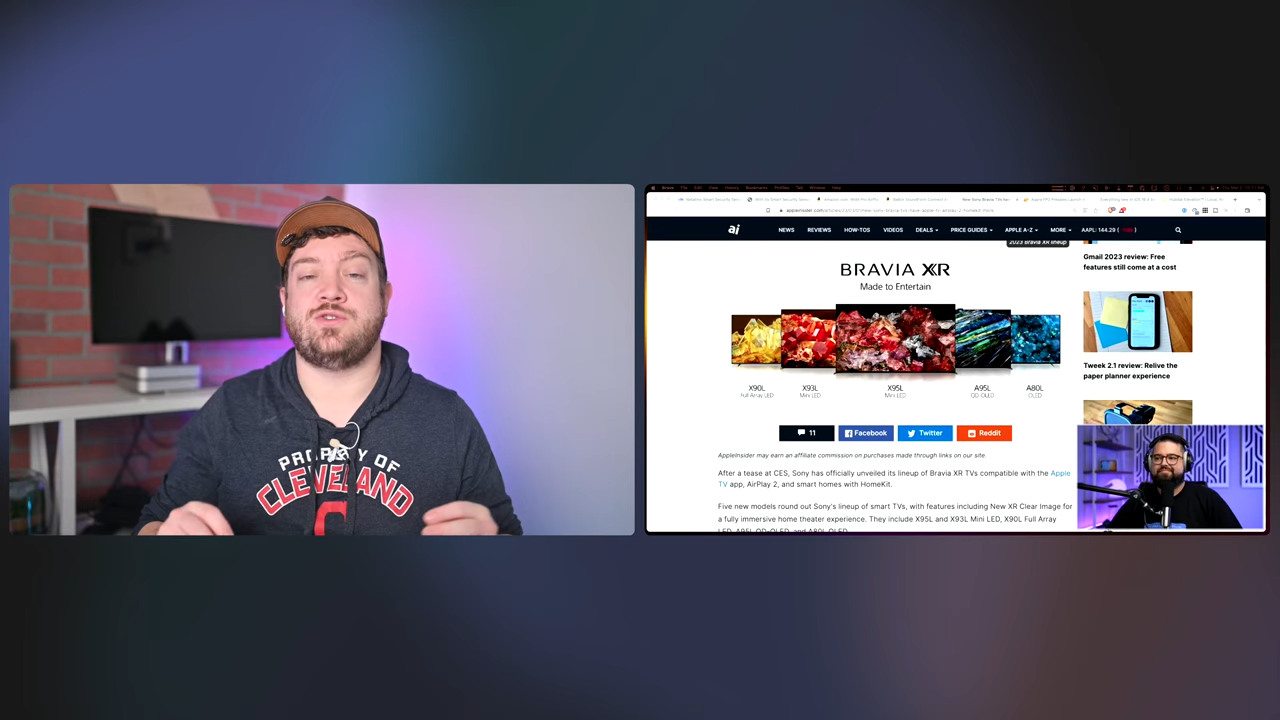 PROPERTY OF
CLEVELAND
C
ai
NEWS
REVIEWS
HOW-TOS
VIDEOS
DEALS
PRICE GUIDES
APPLE A-Z
MORE
AAPL: 144.29 (
2023 Bravia XR lineup
BRAVIA XR
Made to Entertain
X90L
Full Array LED
X93L
Mini LED
X95L
Mini LED
A95L
QD-OLED
A80L
OLED
11
Facebook
Twitter
Reddit
AppleInsider may earn an affiliate commission on purchases made through links on our site.
After a tease at CES, Sony has officially unveiled its lineup of Bravia XR TVs compatible with the Apple
TV app, AirPlay 2, and smart homes with HomeKit.
Five new models round out Sony's lineup of smart TVs, with features including New XR Clear Image for
a fully immersive home theater experience. They include X95L and X93L Mini LED, X90L Full Array
LED, A95L QD-OLED, and A80L OLED.
Gmail 2023 review: Free
features still come at a cost
Tweek 2.1 review: Relive the
paper planner experience